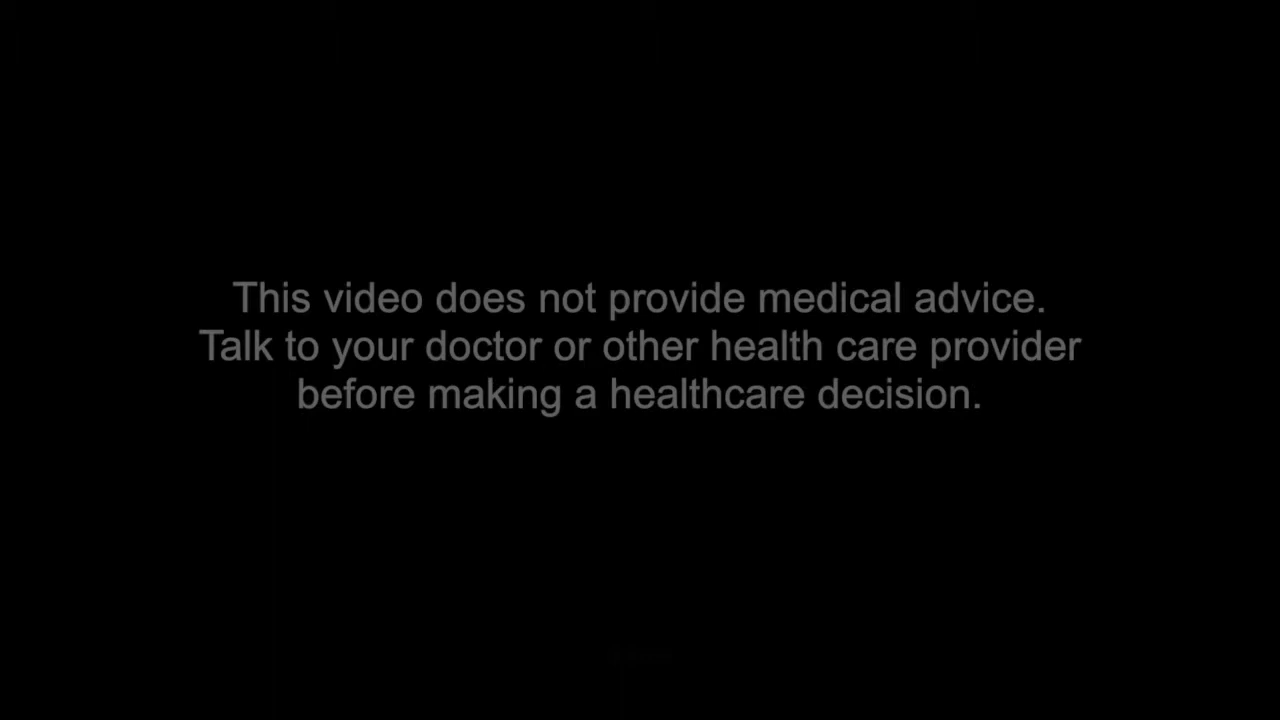 This video does not provide medical advice.
Talk to your doctor or other health care provider
before making a healthcare decision.